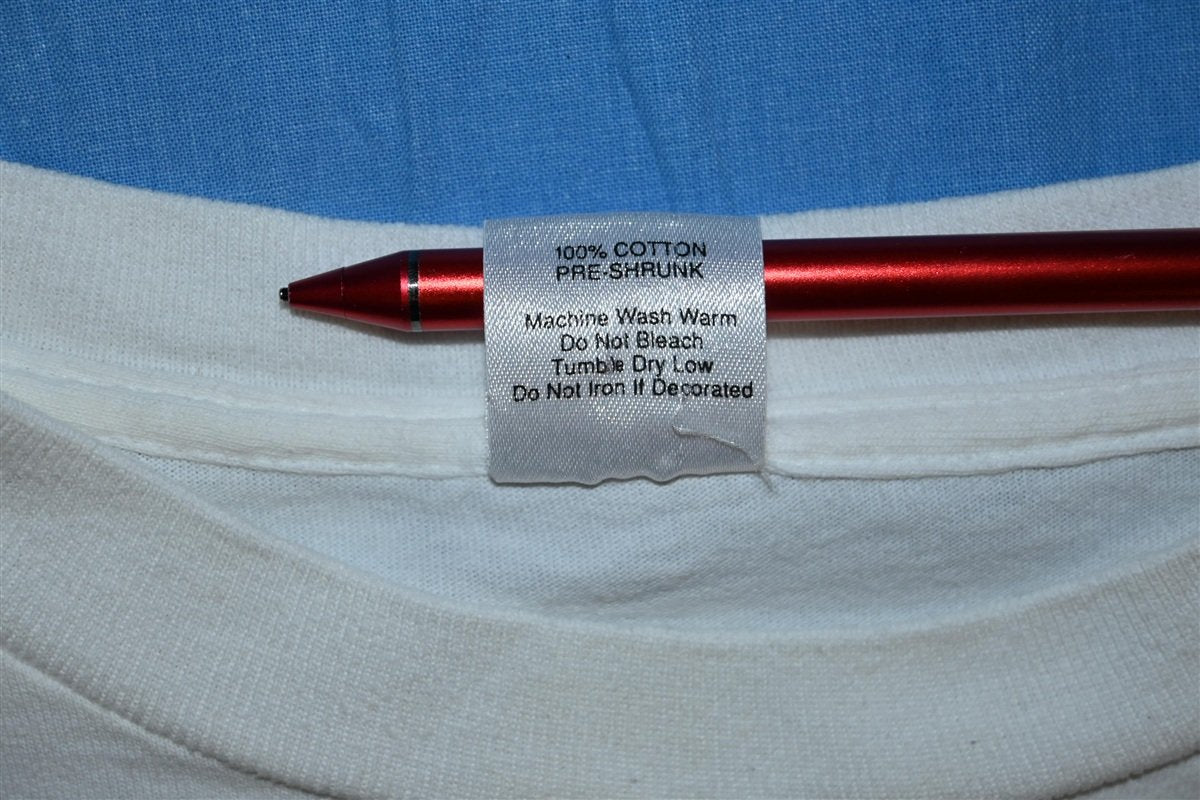 100% COTTON
PRE-SHRUNK
Machine Wash Warm
Do Not Bleach
Tumble Dry Low
Do Not Iron If Decorated